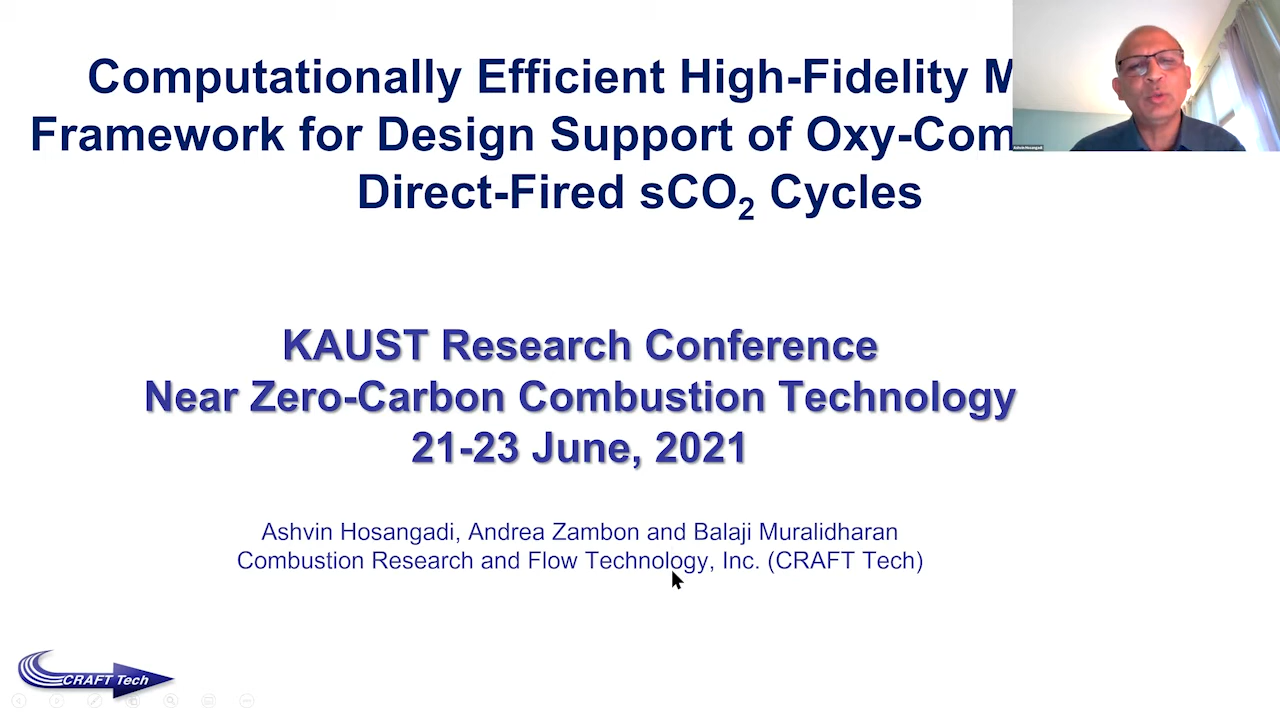 Computationally Efficient High-Fidelity M
Framework for Design Support of Oxy-Com
Direct-Fired sCO2 Cycles
Ashvin Hosangadi
KAUST Research Conference
Near Zero-Carbon Combustion Technology
21-23 June, 2021
Ashvin Hosangadi, Andrea Zambon and Balaji Muralidharan
Combustion Research and Flow Technology, Inc. (CRAFT Tech)
CRAFT Tech